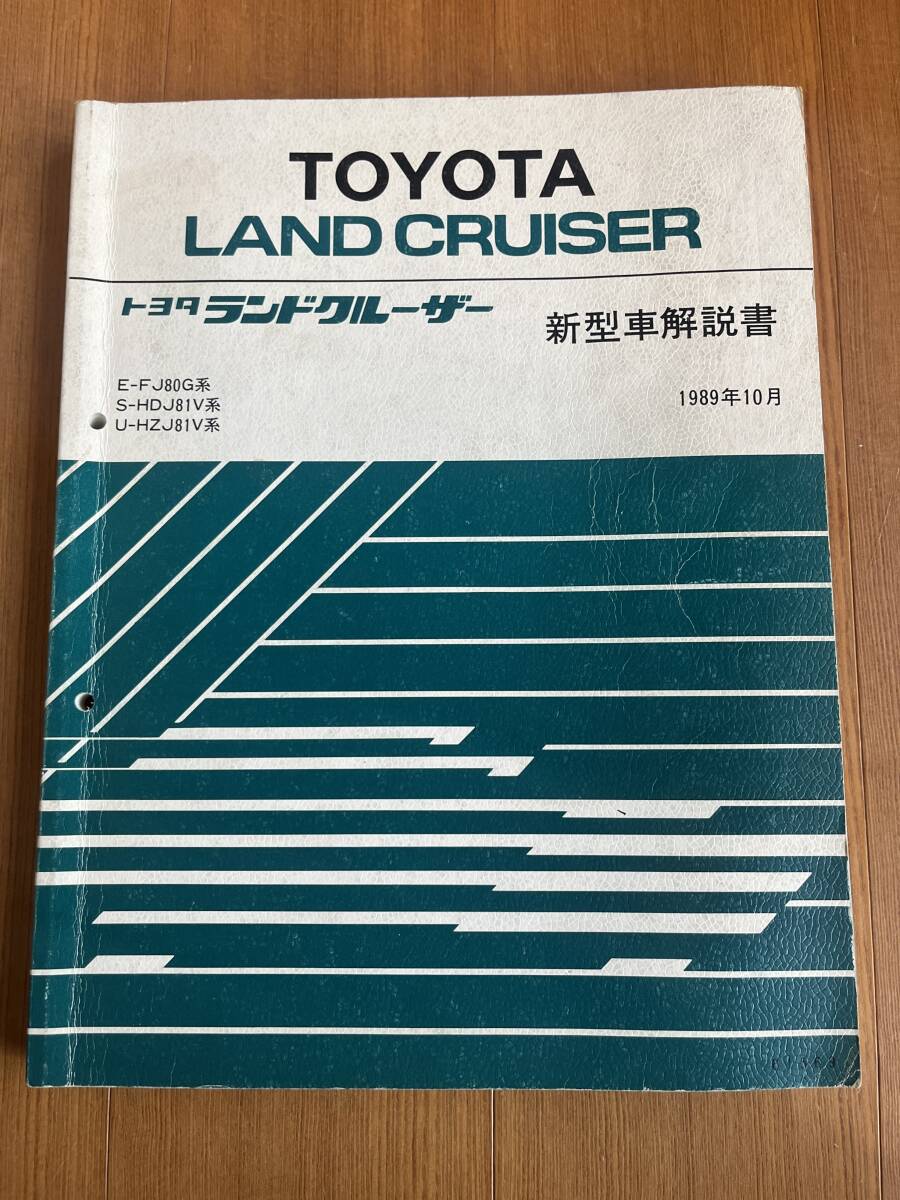 TOYOTA
LAND CRUISER
トヨタ ランドクルーザー
新型車解説書
E-FJ80G系
S-HDJ81V系
U-HZJ81V系
1989年10月